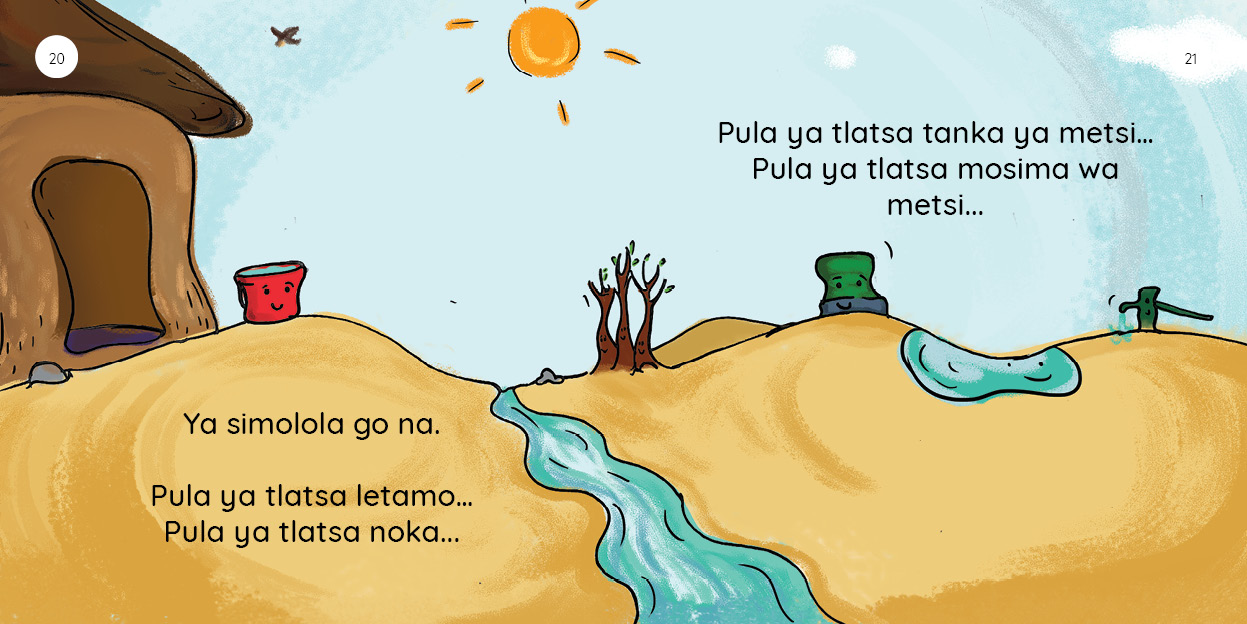 20
Ya simolola go na.
Pula ya tlatsa letamo...
Pula ya tlatsa noka...
21
Pula ya tlatsa tanka ya metsi...
Pula ya tlatsa mosima wa
metsi...